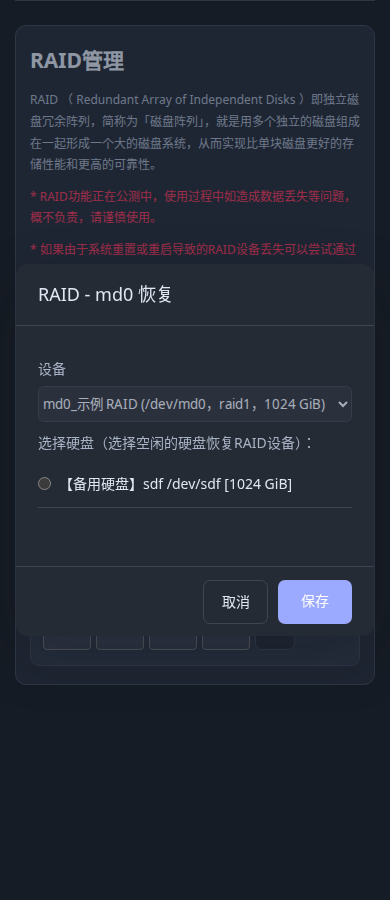 RAID管理
RAID （ Redundant Array of Independent Disks ）即独立磁
盘冗余阵列，简称为「磁盘阵列」，就是用多个独立的磁盘组成
在一起形成一个大的磁盘系统，从而实现比单块磁盘更好的存
储性能和更高的可靠性。
* RAID功能正在公测中，使用过程中如造成数据丢失等问题，
概不负责，请谨慎使用。
* 如果由于系统重置或重启导致的RAID设备丢失可以尝试通过
RAID - md0 恢复
设备
md0_示例 RAID (/dev/md0，raid1，1024 GiB)
选择硬盘（选择空闲的硬盘恢复RAID设备）：
【备用硬盘】sdf /dev/sdf [1024 GiB]
取消
保存